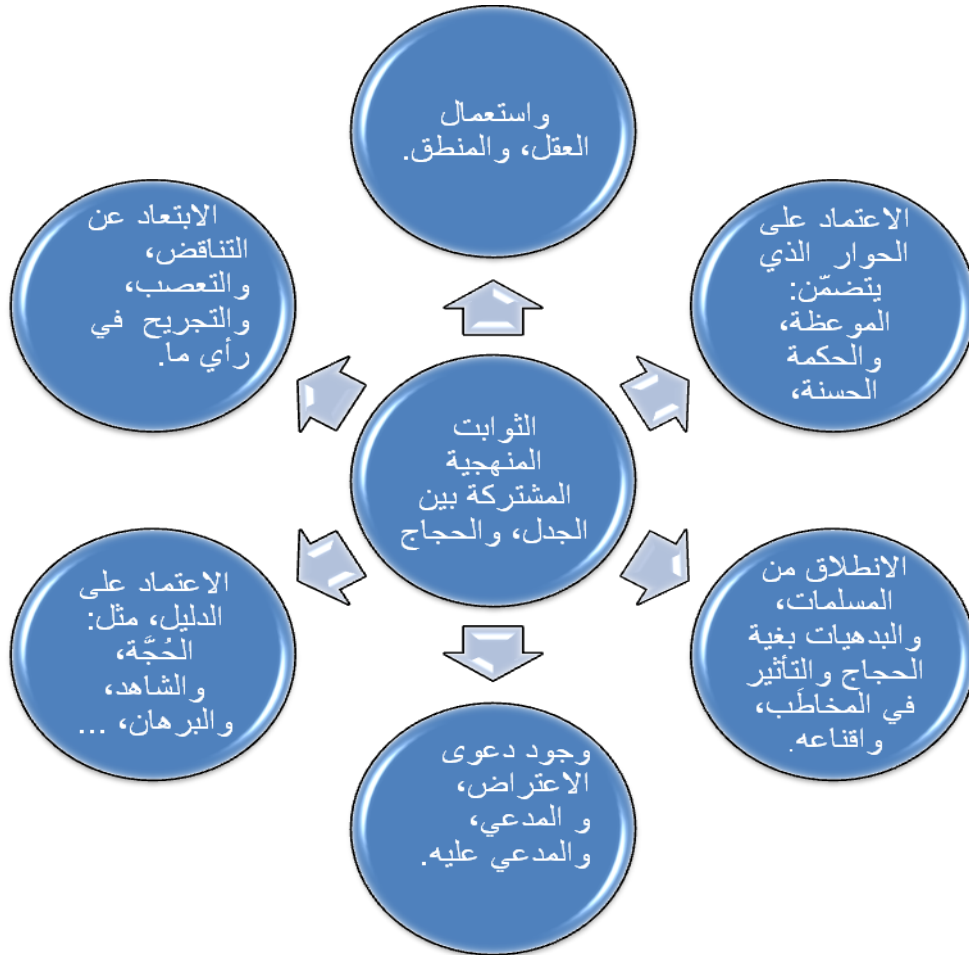 واستعمال
العقل، والمنطق.
الاعتماد على
الحوار الذي
يتضمّن:
الموعظة،
والحكمة
الحسنة،
الانطلاق من
المسلمات،
والبدهيات بغية
الحجاج والتأثير
في المخاطَب،
واقناعه.
وجود دعوى
الاعتراض،
و المدعي،
والمدعي عليه.
الاعتماد على
الدليل، مثل:
الحُجَّة،
والشاهد،
والبرهان، ...
الابتعاد عن
التناقض،
والتعصب،
والتجريح في
رأي ما.
الثوابت
المنهجية
المشتركة بين
الجدل، والحجاج